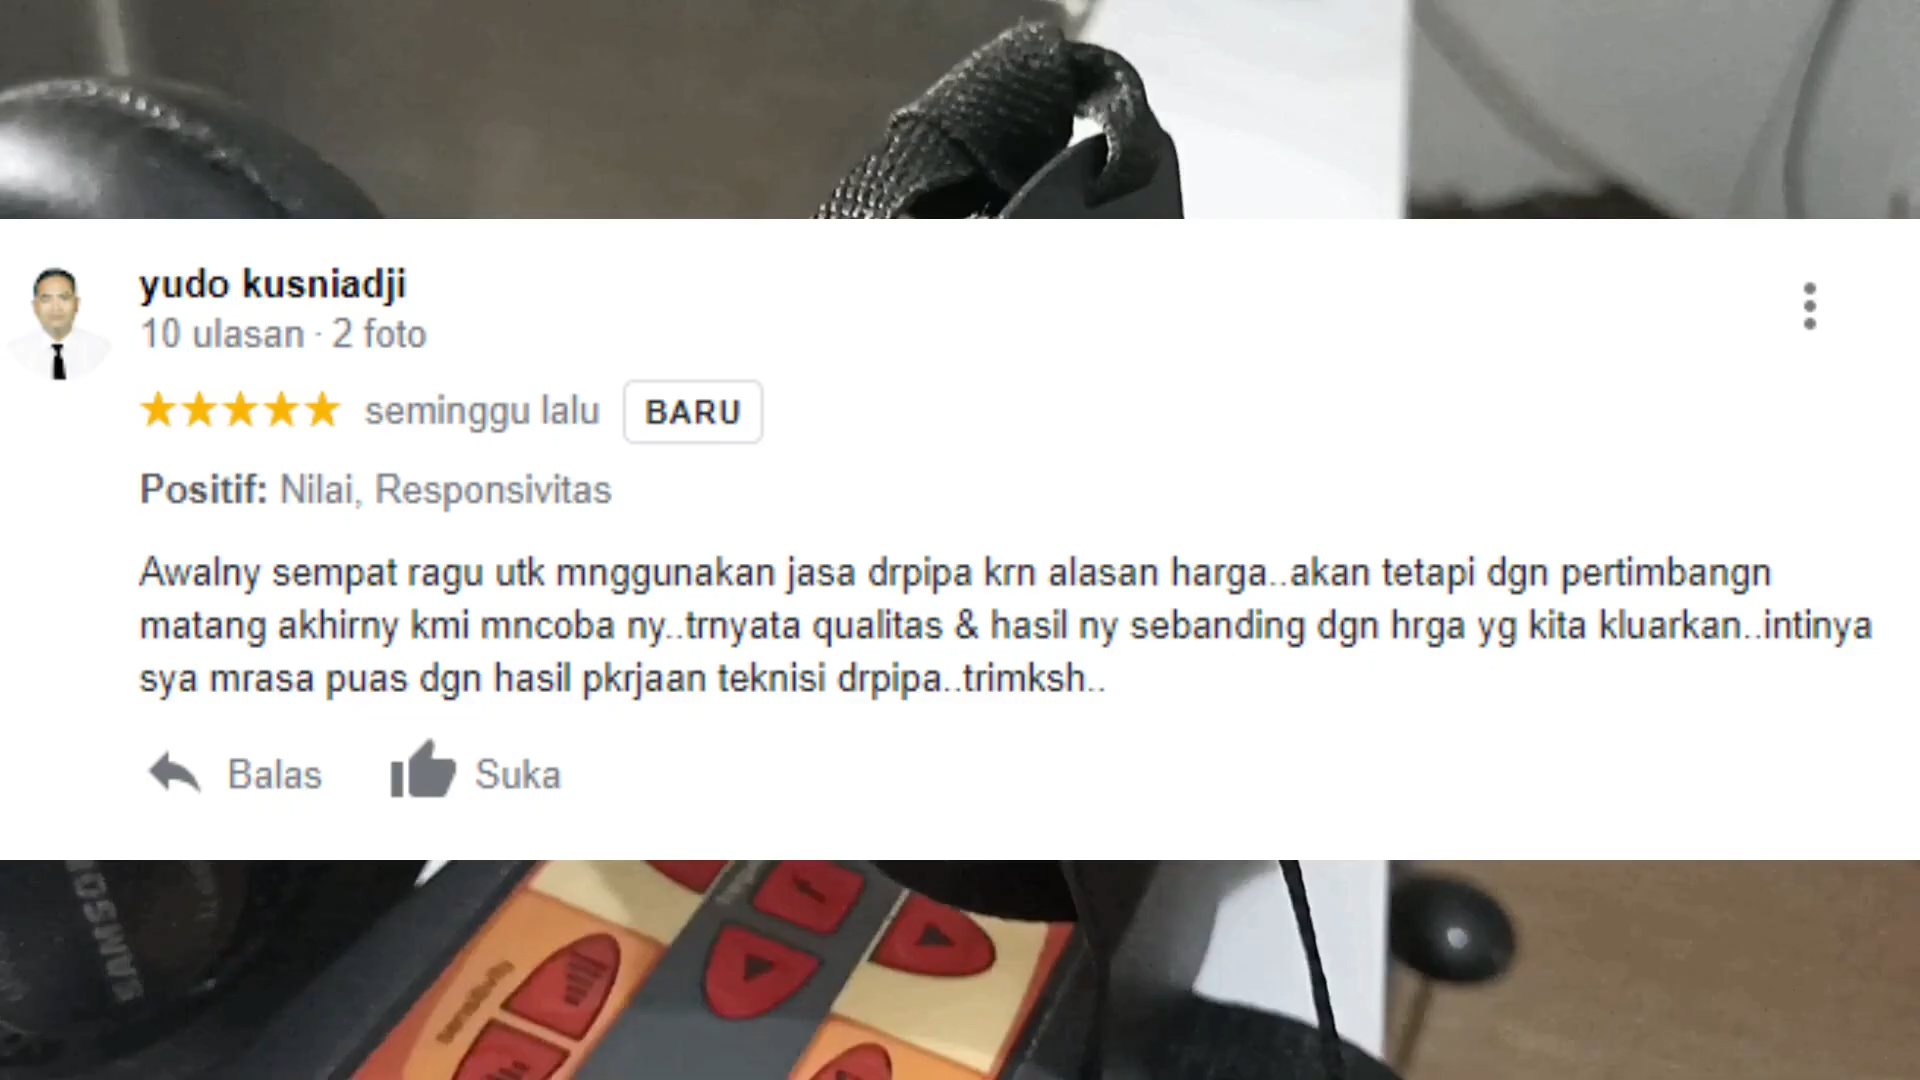 yudo kusniadji
10 ulasan · 2 foto
seminggu lalu BARU
Positif: Nilai, Responsivitas
Awalny sempat ragu utk mnggunakan jasa drpipa krn alasan harga..akan tetapi dgn pertimbangn
matang akhirny kmi mncoba ny..trnyata qualitas & hasil ny sebanding dgn hrga yg kita kluarkan..intinya
sya mrasa puas dgn hasil pkrjaan teknisi drpipa..trimksh..
Balas Suka
SAMSON
sensitivity